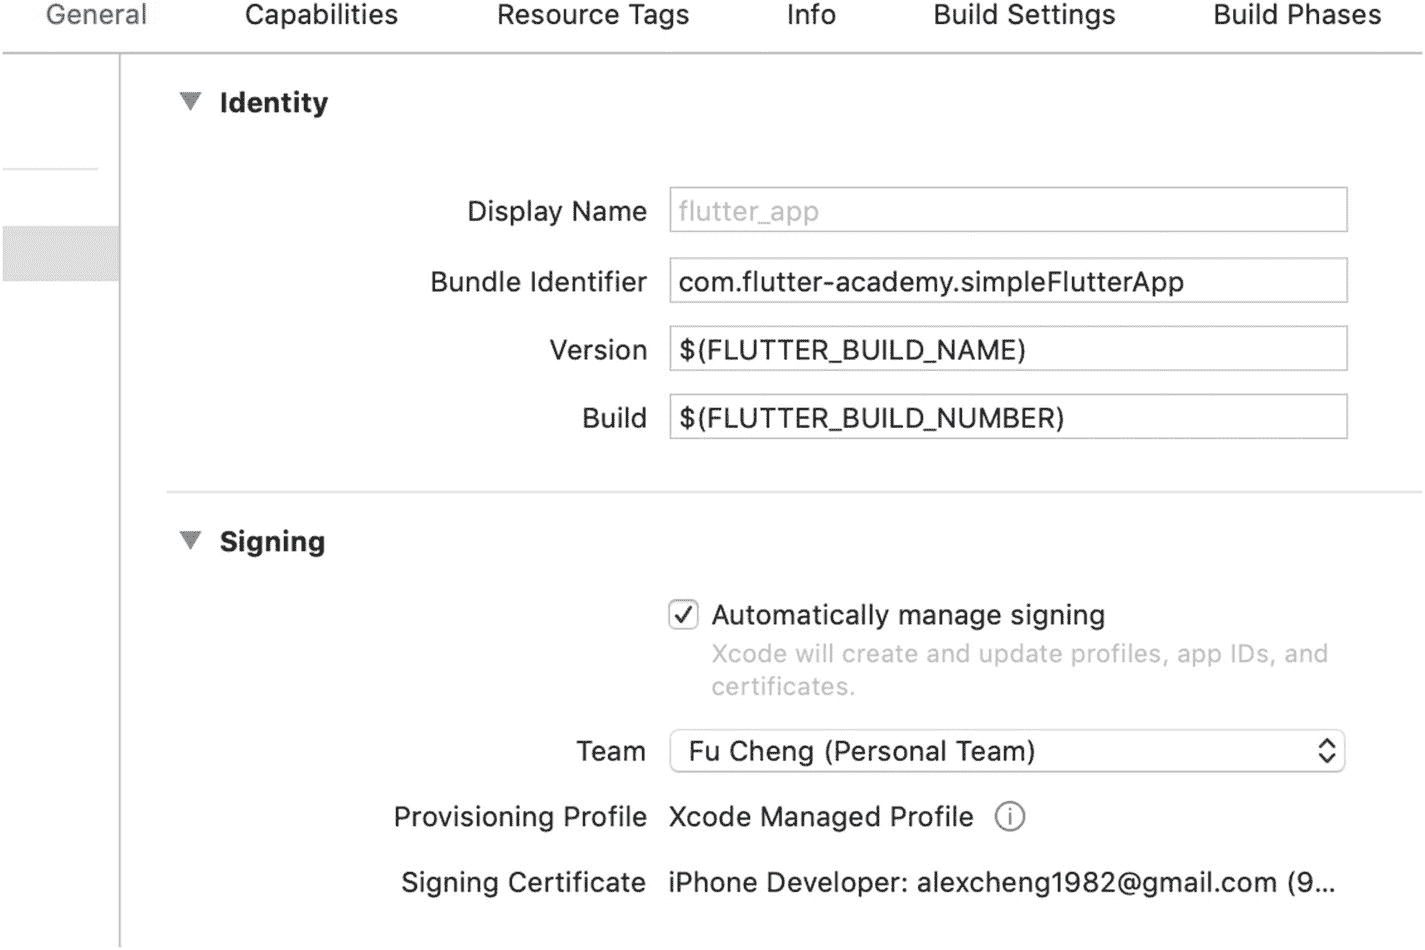 General Capabilities Resource Tags Info Build Settings Build Phases
Identity
Display Name flutter_app
Bundle Identifier com.flutter-academy.simpleFlutterApp
Version $(FLUTTER_BUILD_NAME)
Build $(FLUTTER_BUILD_NUMBER)
Signing
Automatically manage signing
Xcode will create and update profiles, app IDs, and
certificates.
Team Fu Cheng (Personal Team)
Provisioning Profile Xcode Managed Profile
Signing Certificate iPhone Developer: alexcheng1982@gmail.com (9...